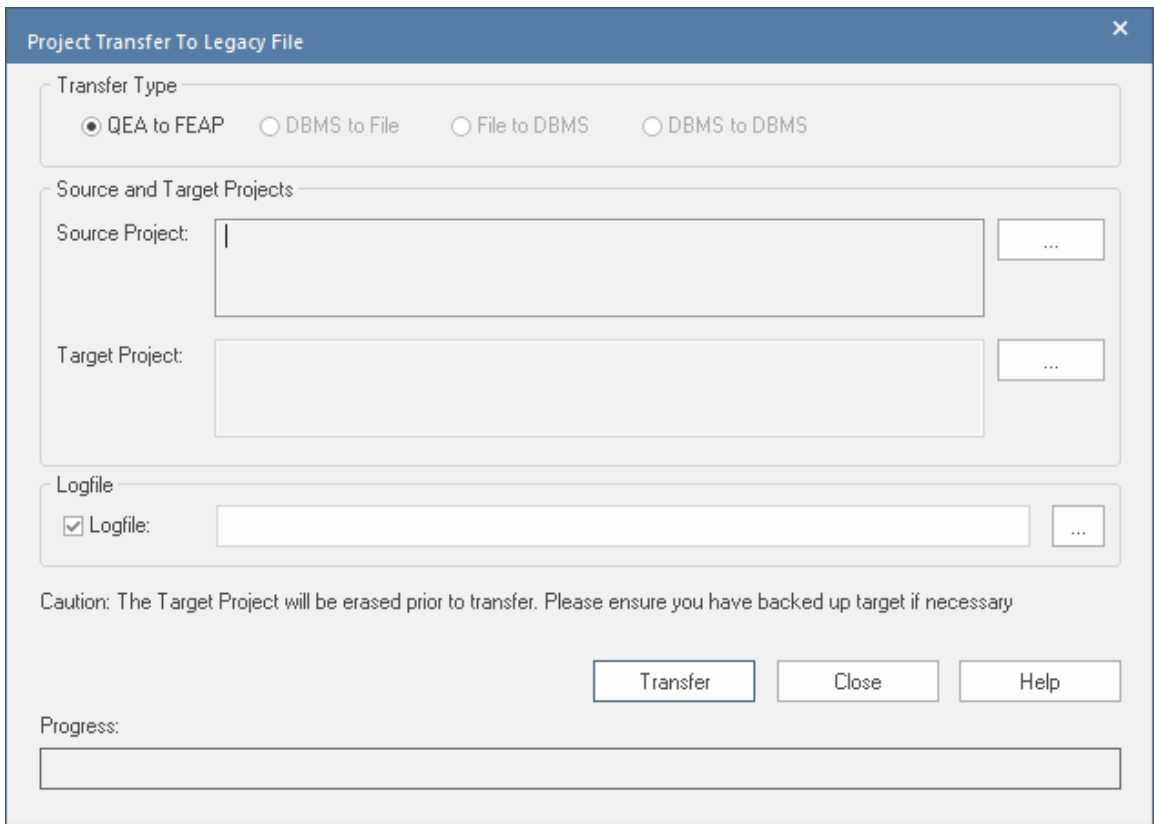 Project Transfer To Legacy File
Transfer Type
QEA to FEAP DBMS to File File to DBMS DBMS to DBMS
Source and Target Projects
Source Project: ...
Target Project: ...
Logfile
Logfile: ...
Caution: The Target Project will be erased prior to transfer. Please ensure you have backed up target if necessary
Transfer Close Help
Progress: